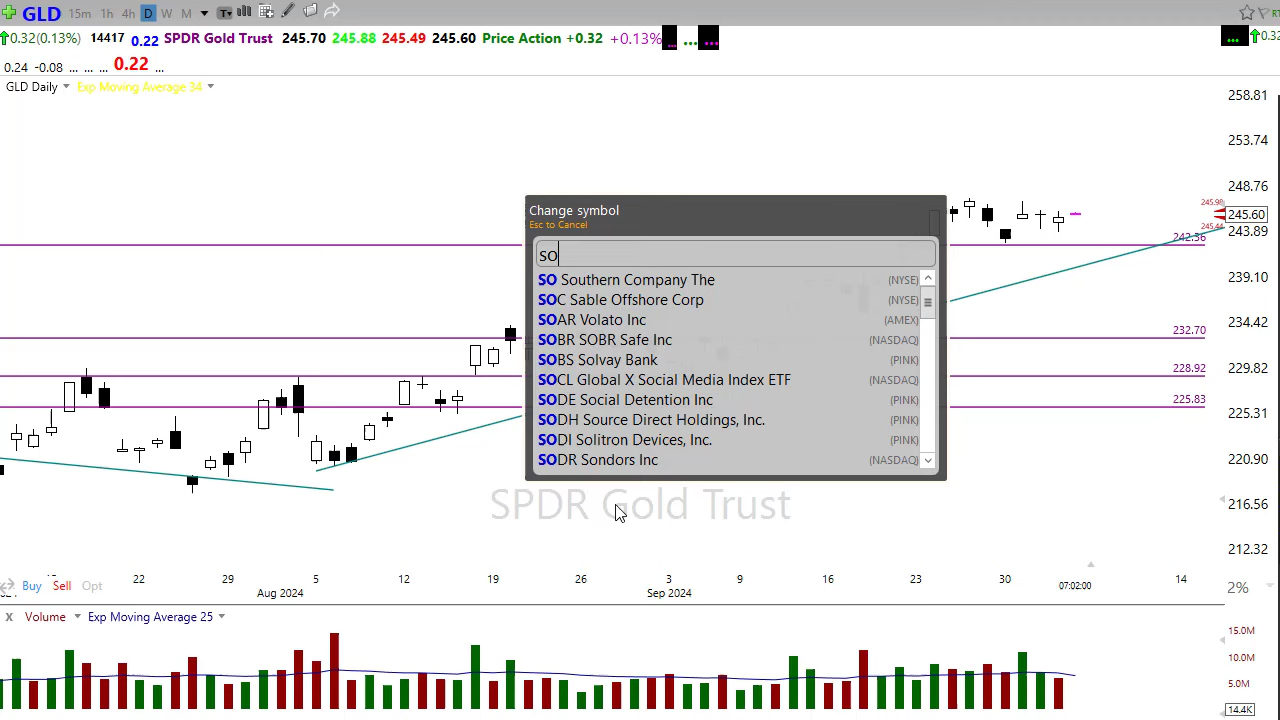 GLD 15m 1h 4h D W M T
0.32(0.13%) 14417 0.22 SPDR Gold Trust 245.70 245.88 245.49 245.60 Price Action +0.32 +0.13% ... ... ... ... 0.32
0.24 -0.08 ... ... ... 0.22 ...
GLD Daily Exp Moving Average 34
258.81
253.74
248.76
245.60
243.89
242.36
239.10
234.42
232.70
229.82
228.92
225.83
225.31
220.90
216.56
212.32
Change symbol
Esc to Cancel
SO
SO Southern Company The (NYSE)
SOC Sable Offshore Corp (NYSE)
SOAR Volato Inc (AMEX)
SOBR SOBR Safe Inc (NASDAQ)
SOBS Solvay Bank (PINK)
SOCL Global X Social Media Index ETF (NASDAQ)
SODE Social Detention Inc (PINK)
SODH Source Direct Holdings, Inc. (PINK)
SODI Solitron Devices, Inc. (PINK)
SODR Sondors Inc (NASDAQ)
SPDR Gold Trust
22 29 5 12 19 26 3 9 16 23 30 14
Aug 2024 Sep 2024 07:02:00
Buy Sell Opt 2%
X Volume Exp Moving Average 25
15.0M
10.0M
5.0M
14.4K